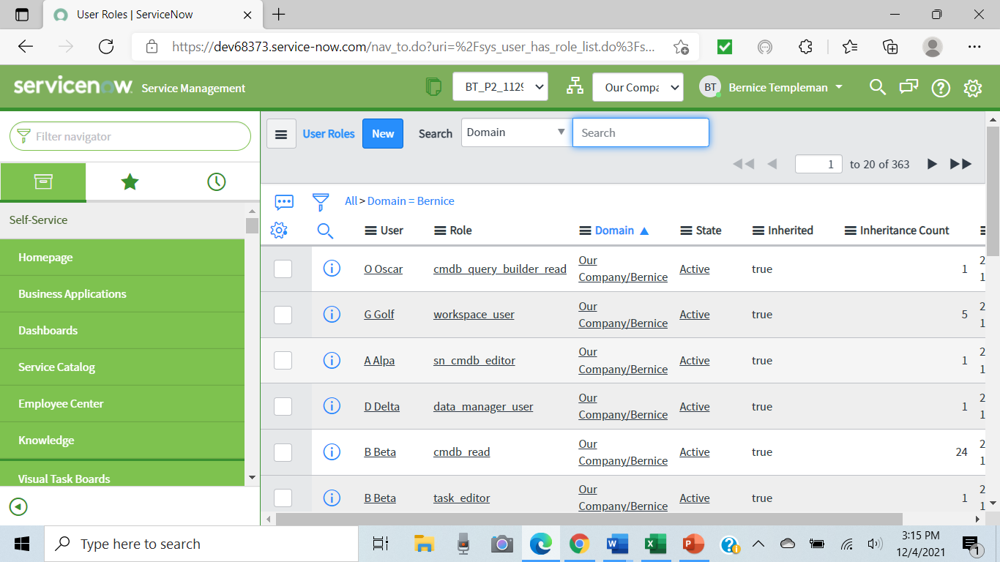 User Roles | ServiceNow
https://dev68373.service-now.com/nav_to.do?uri=%2Fsys_user_has_role_list.do%3Fs...
servicenow Service Management
BT_P2_1129
Our Compa
BT Bernice Templeman
Filter navigator
User Roles New Search Domain Search
1 to 20 of 363
Self-Service
Homepage
Business Applications
Dashboards
Service Catalog
Employee Center
Knowledge
Visual Task Boards
All > Domain = Bernice
User Role Domain State Inherited Inheritance Count
O Oscar cmdb_query_builder_read Our Company/Bernice Active true 1 2 1
G Golf workspace_user Our Company/Bernice Active true 5 2 1
A Alpa sn_cmdb_editor Our Company/Bernice Active true 1 2 1
D Delta data_manager_user Our Company/Bernice Active true 1 2 1
B Beta cmdb_read Our Company/Bernice Active true 24 2 1
B Beta task_editor Our Company/Bernice Active true 1 2 1
Type here to search
3:15 PM
12/4/2021
1